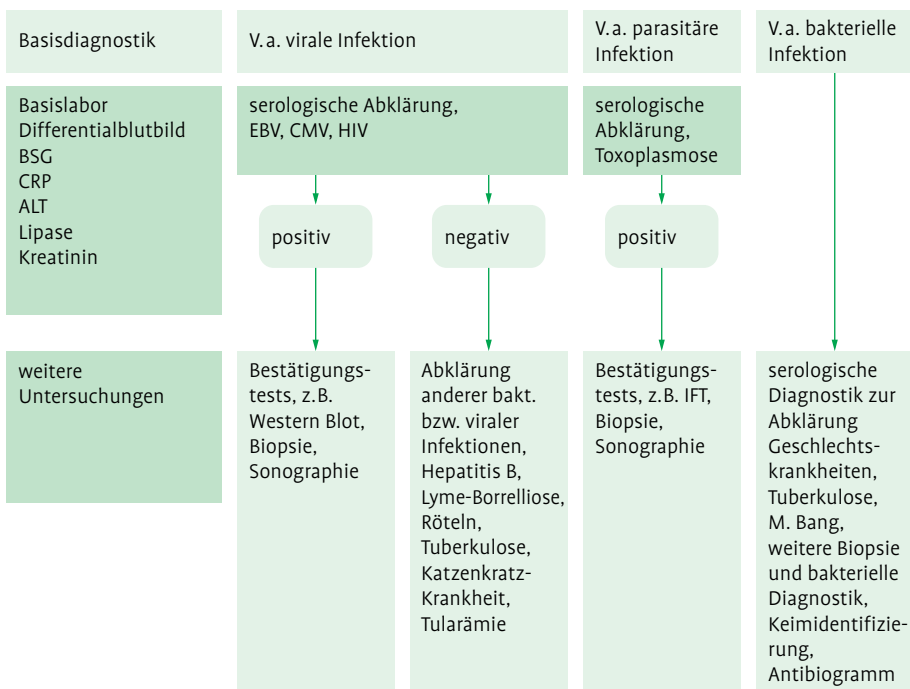 Basisdiagnostik
V.a. virale Infektion
V.a. parasitäre
Infektion
V.a. bakterielle
Infektion
Basislabor
Differentialblutbild
BSG
CRP
ALT
Lipase
Kreatinin
serologische Abklärung,
EBV, CMV, HIV
serologische
Abklärung,
Toxoplasmose
positiv
negativ
positiv
weitere
Untersuchungen
Bestätigungs-
tests, z.B.
Western Blot,
Biopsie,
Sonographie
Abklärung
anderer bakt.
bzw. viraler
Infektionen,
Hepatitis B,
Lyme-Borrelliose,
Röteln,
Tuberkulose,
Katzenkratz-
Krankheit,
Tularämie
Bestätigungs-
tests, z.B. IFT,
Biopsie,
Sonographie
serologische
Diagnostik zur
Abklärung
Geschlechts-
krankheiten,
Tuberkulose,
M. Bang,
weitere Biopsie
und bakterielle
Diagnostik,
Keimidentifizie-
rung,
Antibiogramm